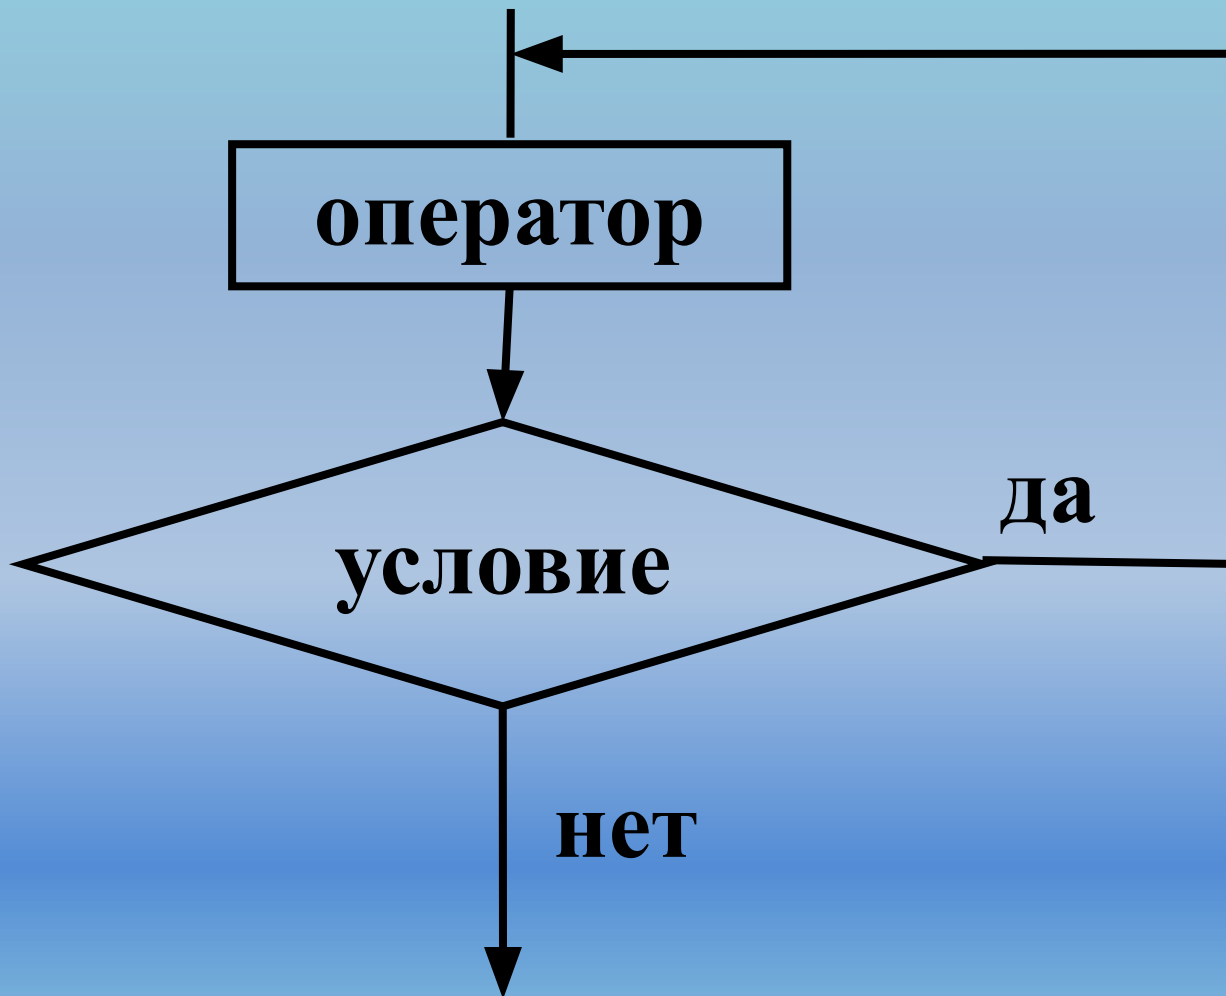 оператор
да
условие
нет